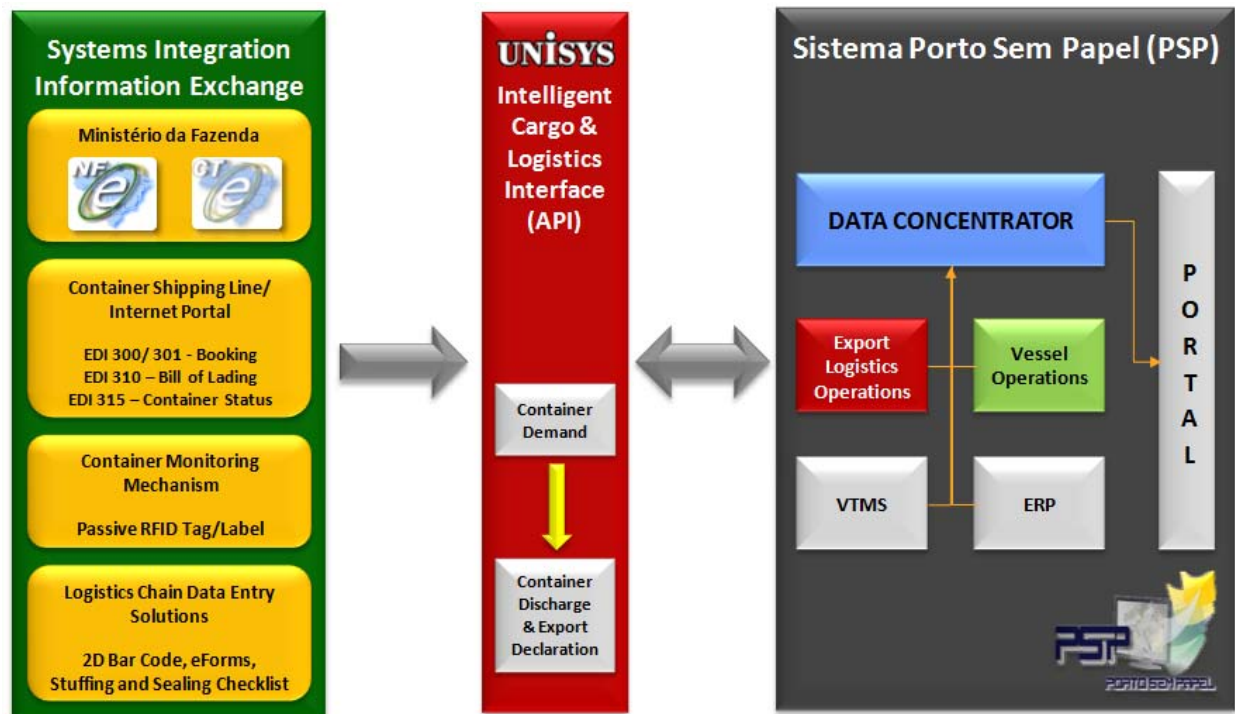 Systems Integration
Information Exchange
Ministério da Fazenda
NF e
CT e
Container Shipping Line/
Internet Portal
EDI 300/ 301 - Booking
EDI 310 – Bill of Lading
EDI 315 – Container Status
Container Monitoring
Mechanism
Passive RFID Tag/Label
Logistics Chain Data Entry
Solutions
2D Bar Code, eForms,
Stuffing and Sealing Checklist
UNISYS
Intelligent
Cargo &
Logistics
Interface
(API)
Container
Demand
Container
Discharge
& Export
Declaration
Sistema Porto Sem Papel (PSP)
DATA CONCENTRATOR
Export
Logistics
Operations
Vessel
Operations
VTMS
ERP
P
O
R
T
A
L
PSP
PORTO SEM PAPEL